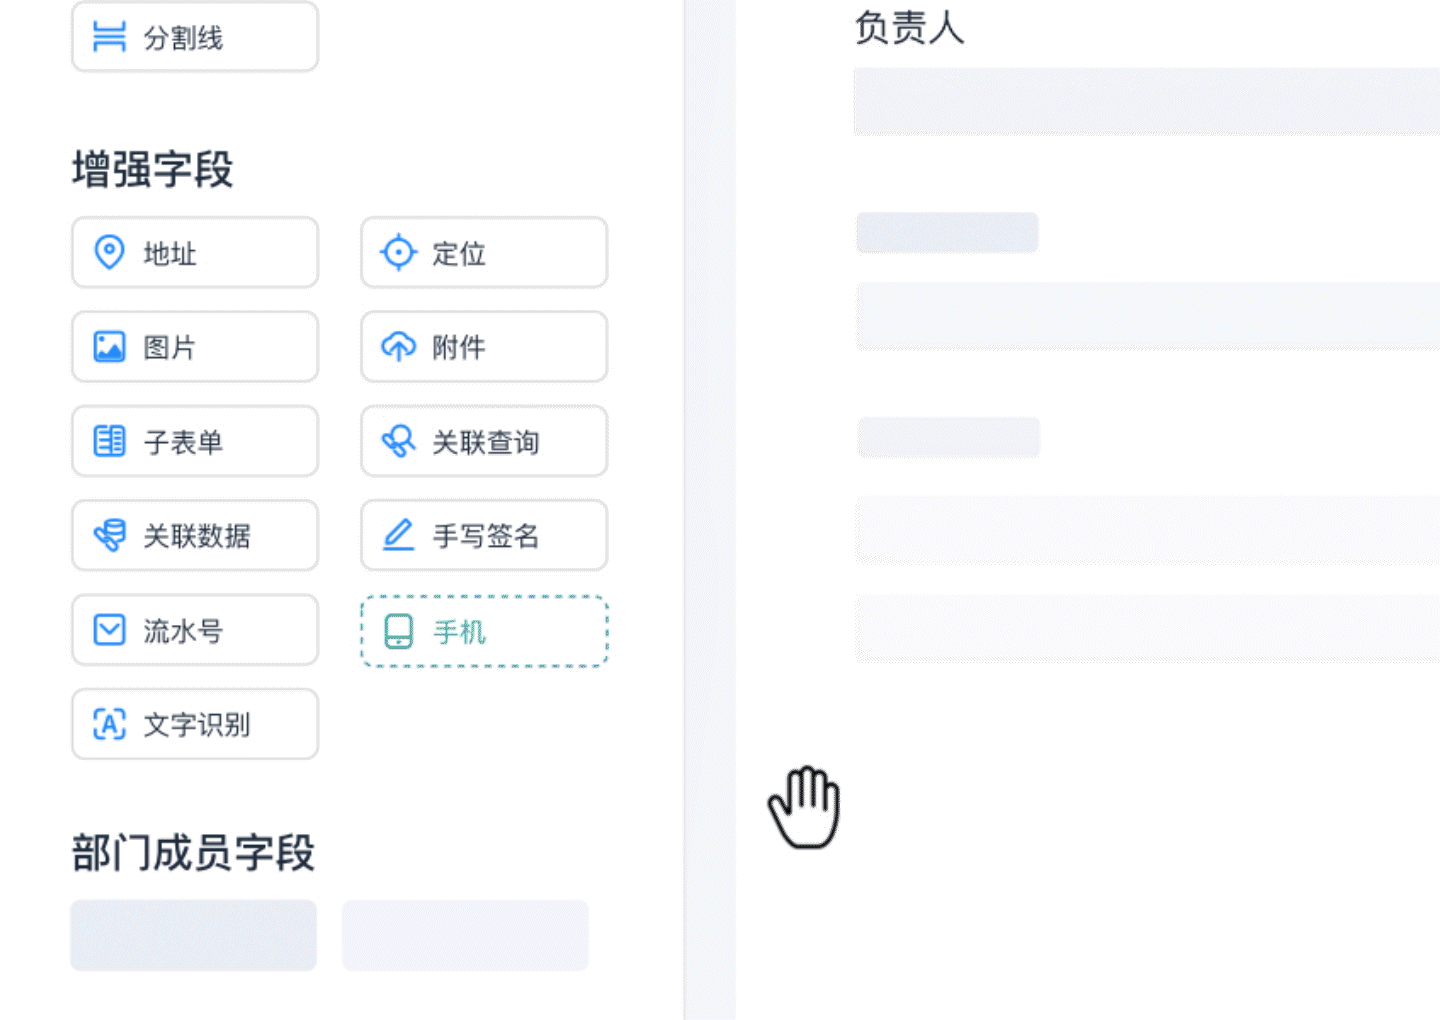 分割线
增强字段
地址
定位
图片
附件
子表单
关联查询
关联数据
手写签名
流水号
手机
文字识别
部门成员字段
负责人